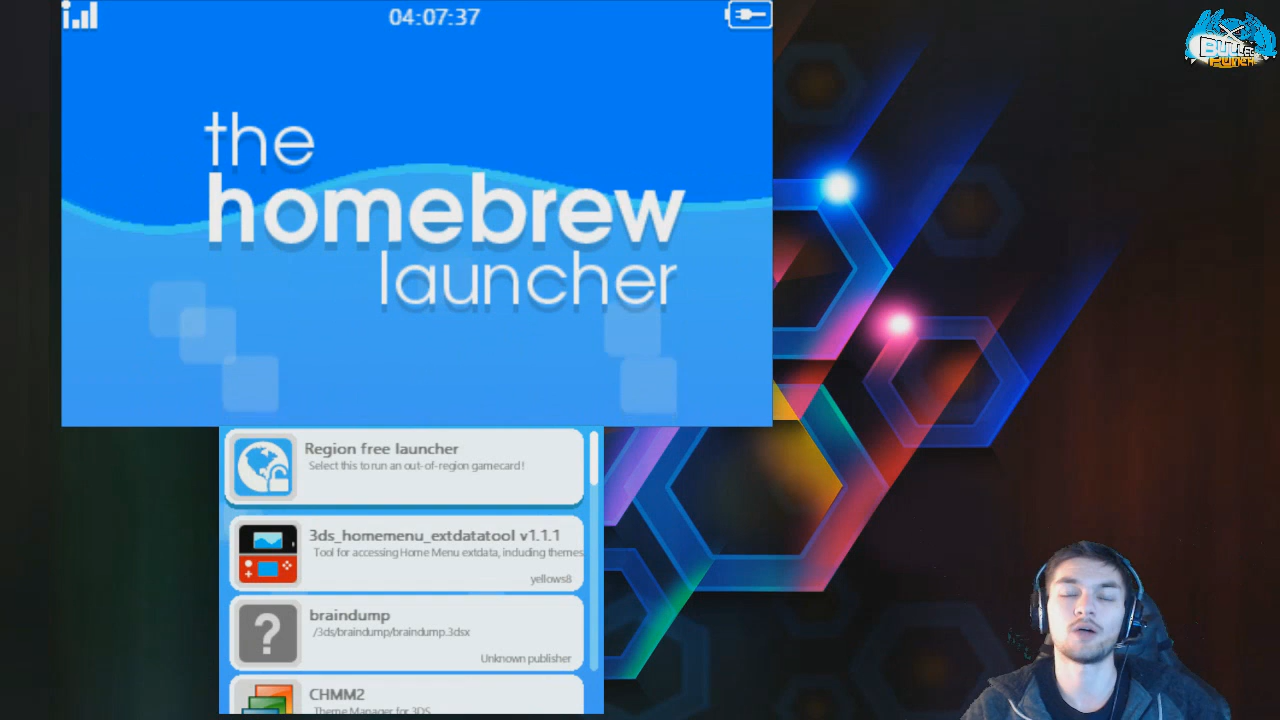 04:07:37
the
homebrew
launcher
Region free launcher
Select this to run an out-of-region gamecard!
3ds_homemenu_extdatatool v1.1.1
Tool for accessing Home Menu extdata, including themes
yellows8
braindump
/3ds/braindump/braindump.3dsx
Unknown publisher
CHMM2
Theme Manager for 3DS